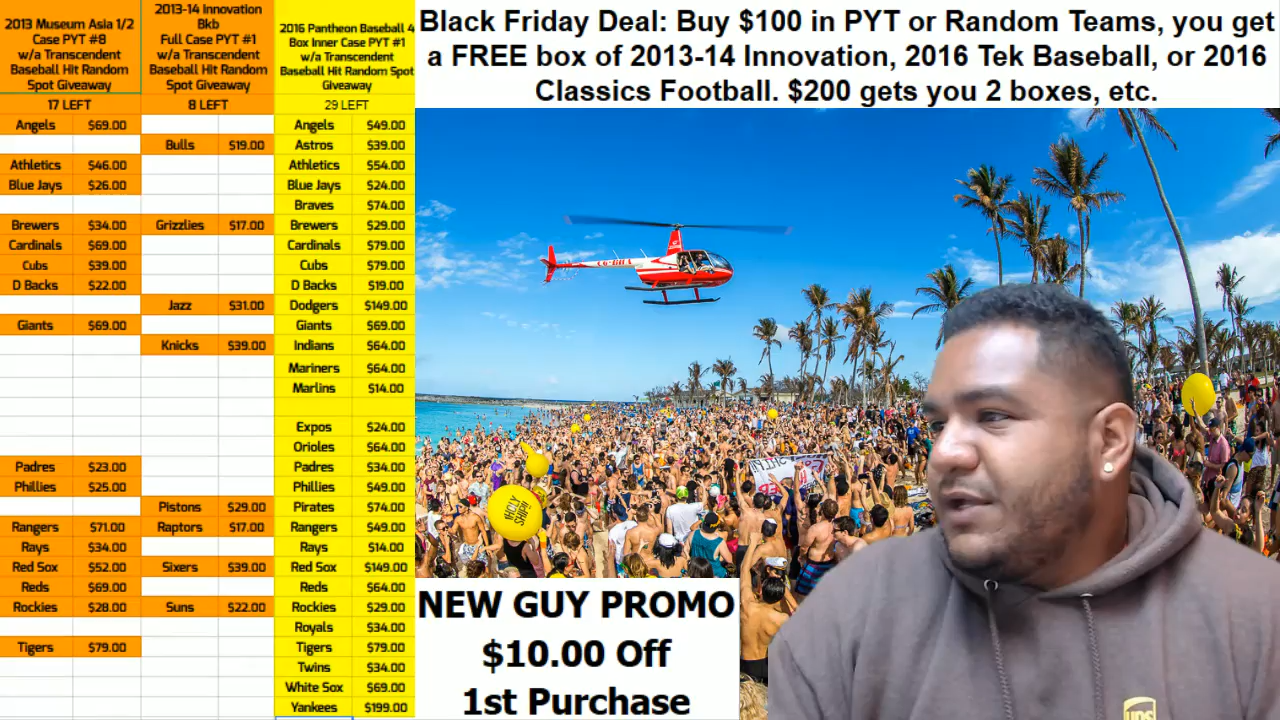 2013 Museum Asia 1/2
Case PYT #8
w/a Transcendent
Baseball Hit Random
Spot Giveaway
17 LEFT
Angels $69.00
Athletics $46.00
Blue Jays $26.00
Brewers $34.00
Cardinals $69.00
Cubs $39.00
D Backs $22.00
Giants $69.00
Padres $23.00
Phillies $25.00
Rangers $71.00
Rays $34.00
Red Sox $52.00
Reds $69.00
Rockies $28.00
Tigers $79.00
2013-14 Innovation
Bkb
Full Case PYT #1
w/a Transcendent
Baseball Hit Random
Spot Giveaway
8 LEFT
Bulls $19.00
Grizzlies $17.00
Jazz $31.00
Knicks $39.00
Pistons $29.00
Raptors $17.00
Sixers $39.00
Suns $22.00
2016 Pantheon Baseball 4
Box Inner Case PYT #1
w/a Transcendent
Baseball Hit Random Spot
Giveaway
29 LEFT
Angels $49.00
Astros $39.00
Athletics $54.00
Blue Jays $24.00
Braves $74.00
Brewers $29.00
Cardinals $79.00
Cubs $79.00
D Backs $19.00
Dodgers $149.00
Giants $69.00
Indians $64.00
Mariners $64.00
Marlins $14.00
Expos $24.00
Orioles $64.00
Padres $34.00
Phillies $49.00
Pirates $74.00
Rangers $49.00
Rays $14.00
Red Sox $149.00
Reds $64.00
Rockies $29.00
Royals $34.00
Tigers $79.00
Twins $34.00
White Sox $69.00
Yankees $199.00
Black Friday Deal: Buy $100 in PYT or Random Teams, you get
a FREE box of 2013-14 Innovation, 2016 Tek Baseball, or 2016
Classics Football. $200 gets you 2 boxes, etc.
#HOLY
SHIP!
NEW GUY PROMO
$10.00 Off
1st Purchase
ups